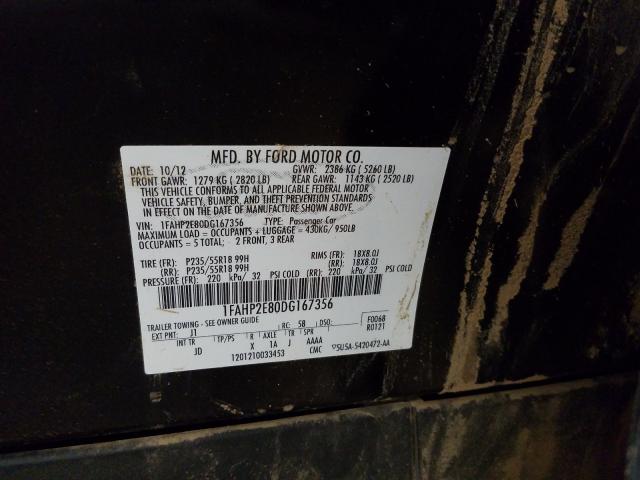 MFD. BY FORD MOTOR CO.
DATE: 10/12 GVWR: 2386 KG ( 5260 LB)
FRONT GAWR: 1279 KG ( 2820 LB) REAR GAWR: 1143 KG ( 2520 LB)
THIS VEHICLE CONFORMS TO ALL APPLICABLE FEDERAL MOTOR
VEHICLE SAFETY, BUMPER, AND THEFT PREVENTION STANDARDS
IN EFFECT ON THE DATE OF MANUFACTURE SHOWN ABOVE.
VIN: 1FAHP2E80DG167356 TYPE: Passenger Car
MAXIMUM LOAD = OCCUPANTS + LUGGAGE = 430KG/ 950LB
OCCUPANTS = 5 TOTAL: 2 FRONT, 3 REAR
TIRE (FR): P235/55R18 99H RIMS (FR): 18X8.0J
(RR): P235/55R18 99H (RR): 18X8.0J
PRESSURE (FR): 220 kPa/ 32 PSI COLD (RR): 220 kPa/ 32 PSI COLD
1FAHP2E80DG167356
TRAILER TOWING - SEE OWNER GUIDE F0068
EXT PNT: J1 RC: 58 DSO: R0121
INT TR TP/PS R AXLE TR SPR
JD X 1A J AAAA
1201210033453 CMC 5U5A-5420472-AA